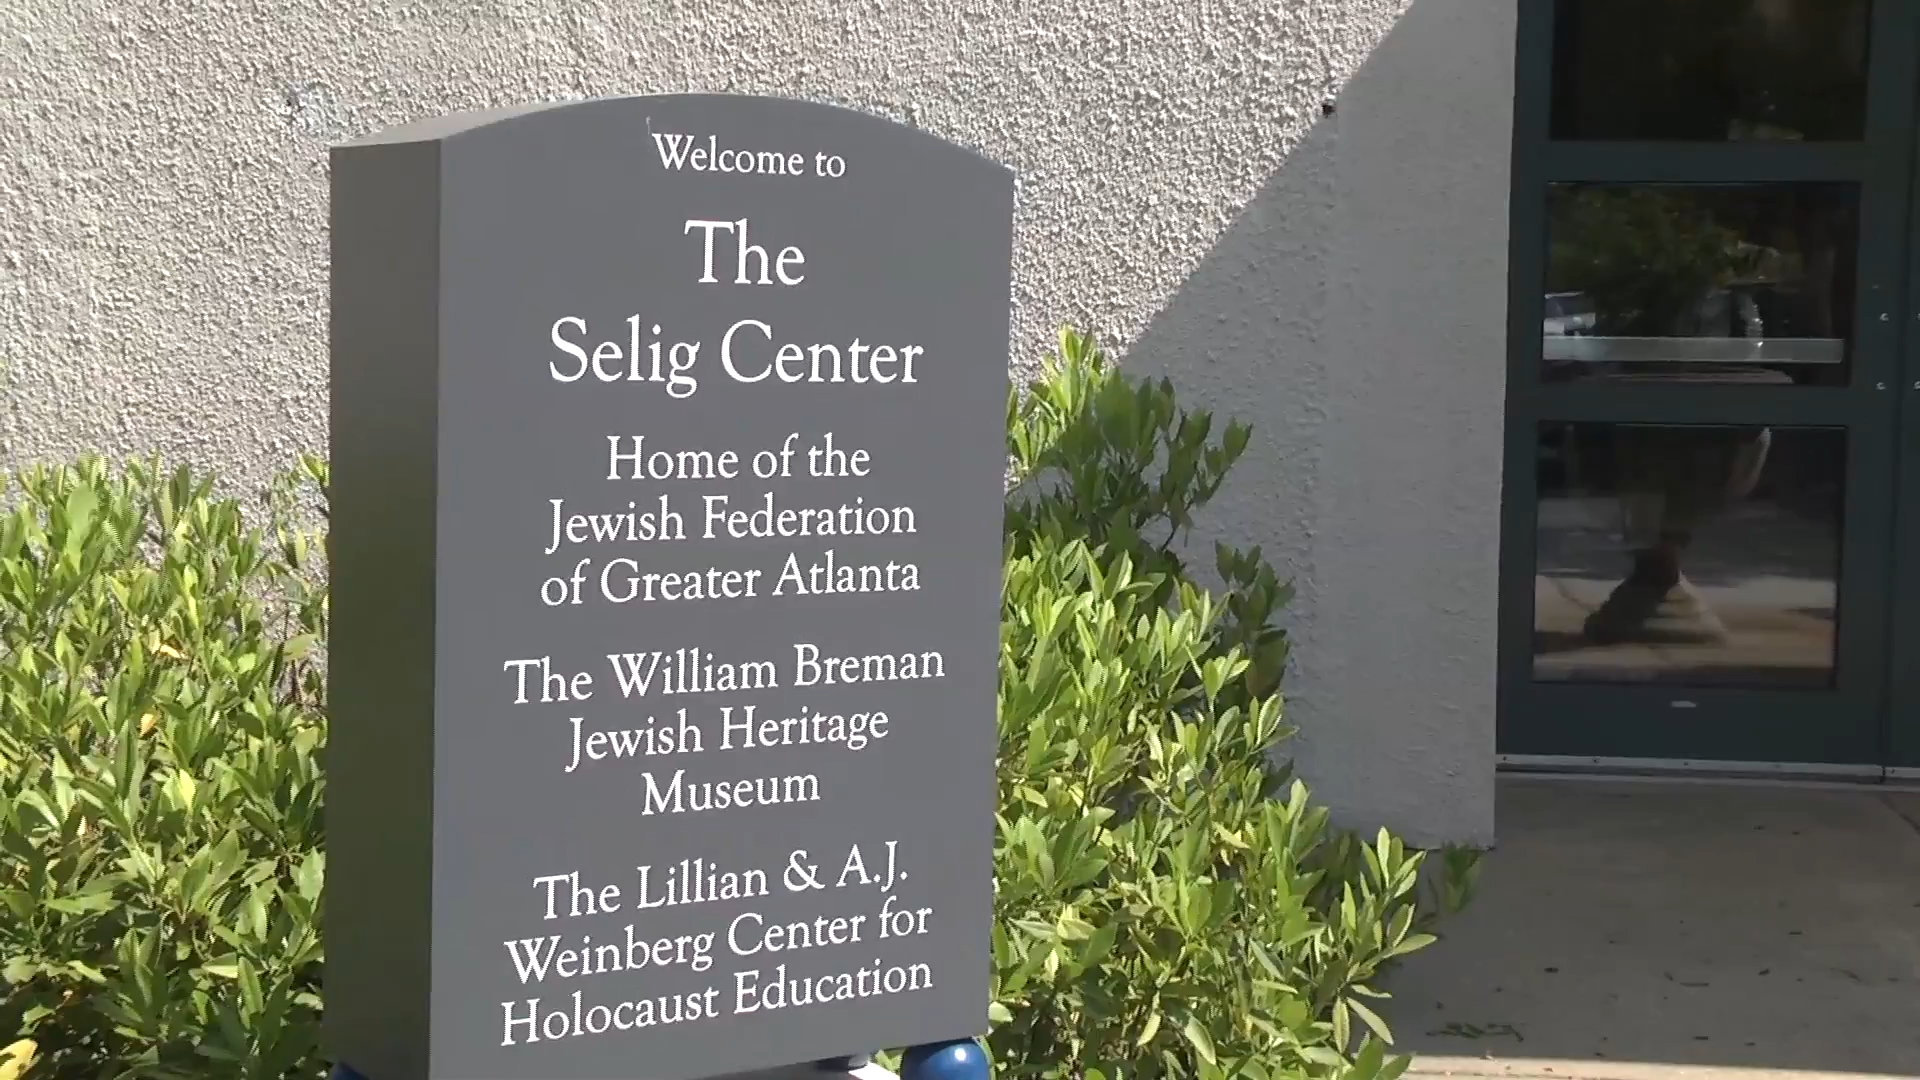 Welcome to
The
Selig Center
Home of the
Jewish Federation
of Greater Atlanta
The William Breman
Jewish Heritage
Museum
The Lillian & A.J.
Weinberg Center for
Holocaust Education